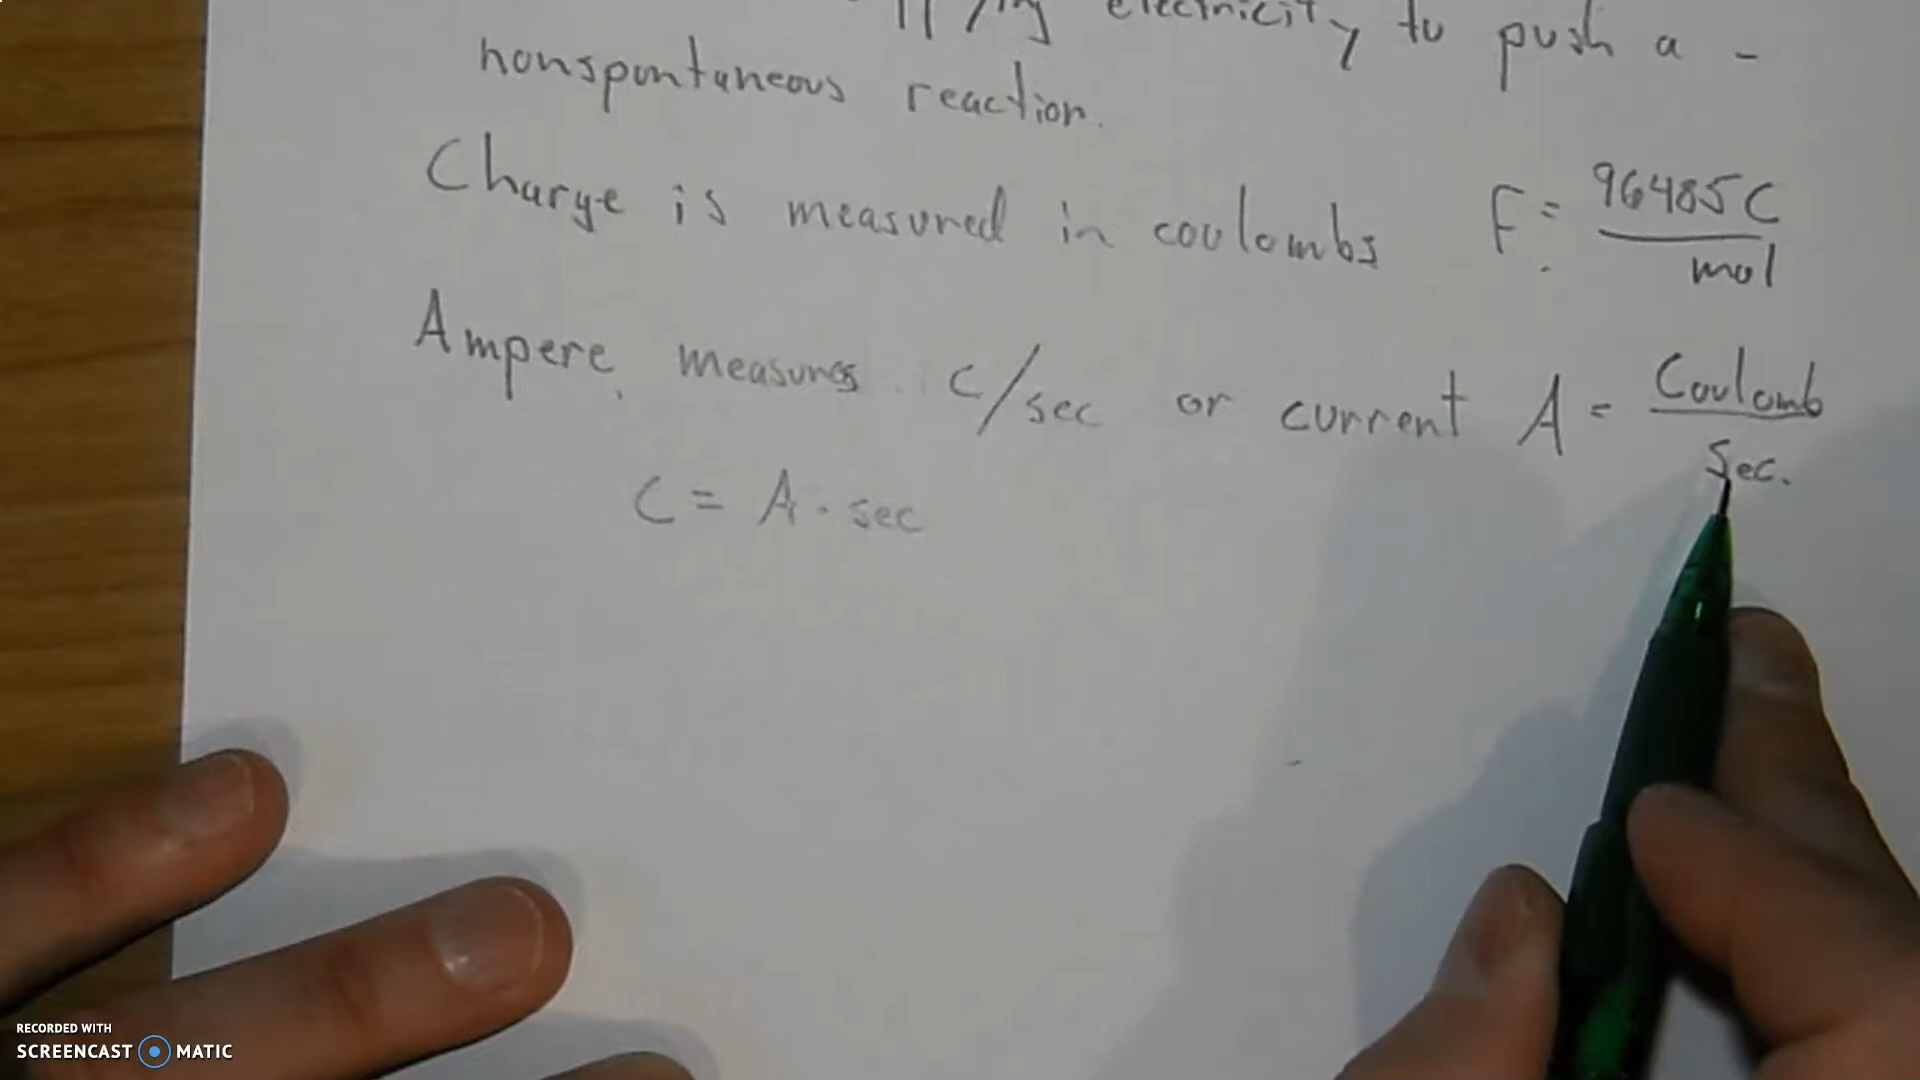 electricity to push a -
nonspontaneous reaction.
Charge is measured in coulombs F = 96485 C / mol
Ampere measures C/sec or current A = Coulomb / Sec.
C = A · sec
RECORDED WITH
SCREENCAST MATIC